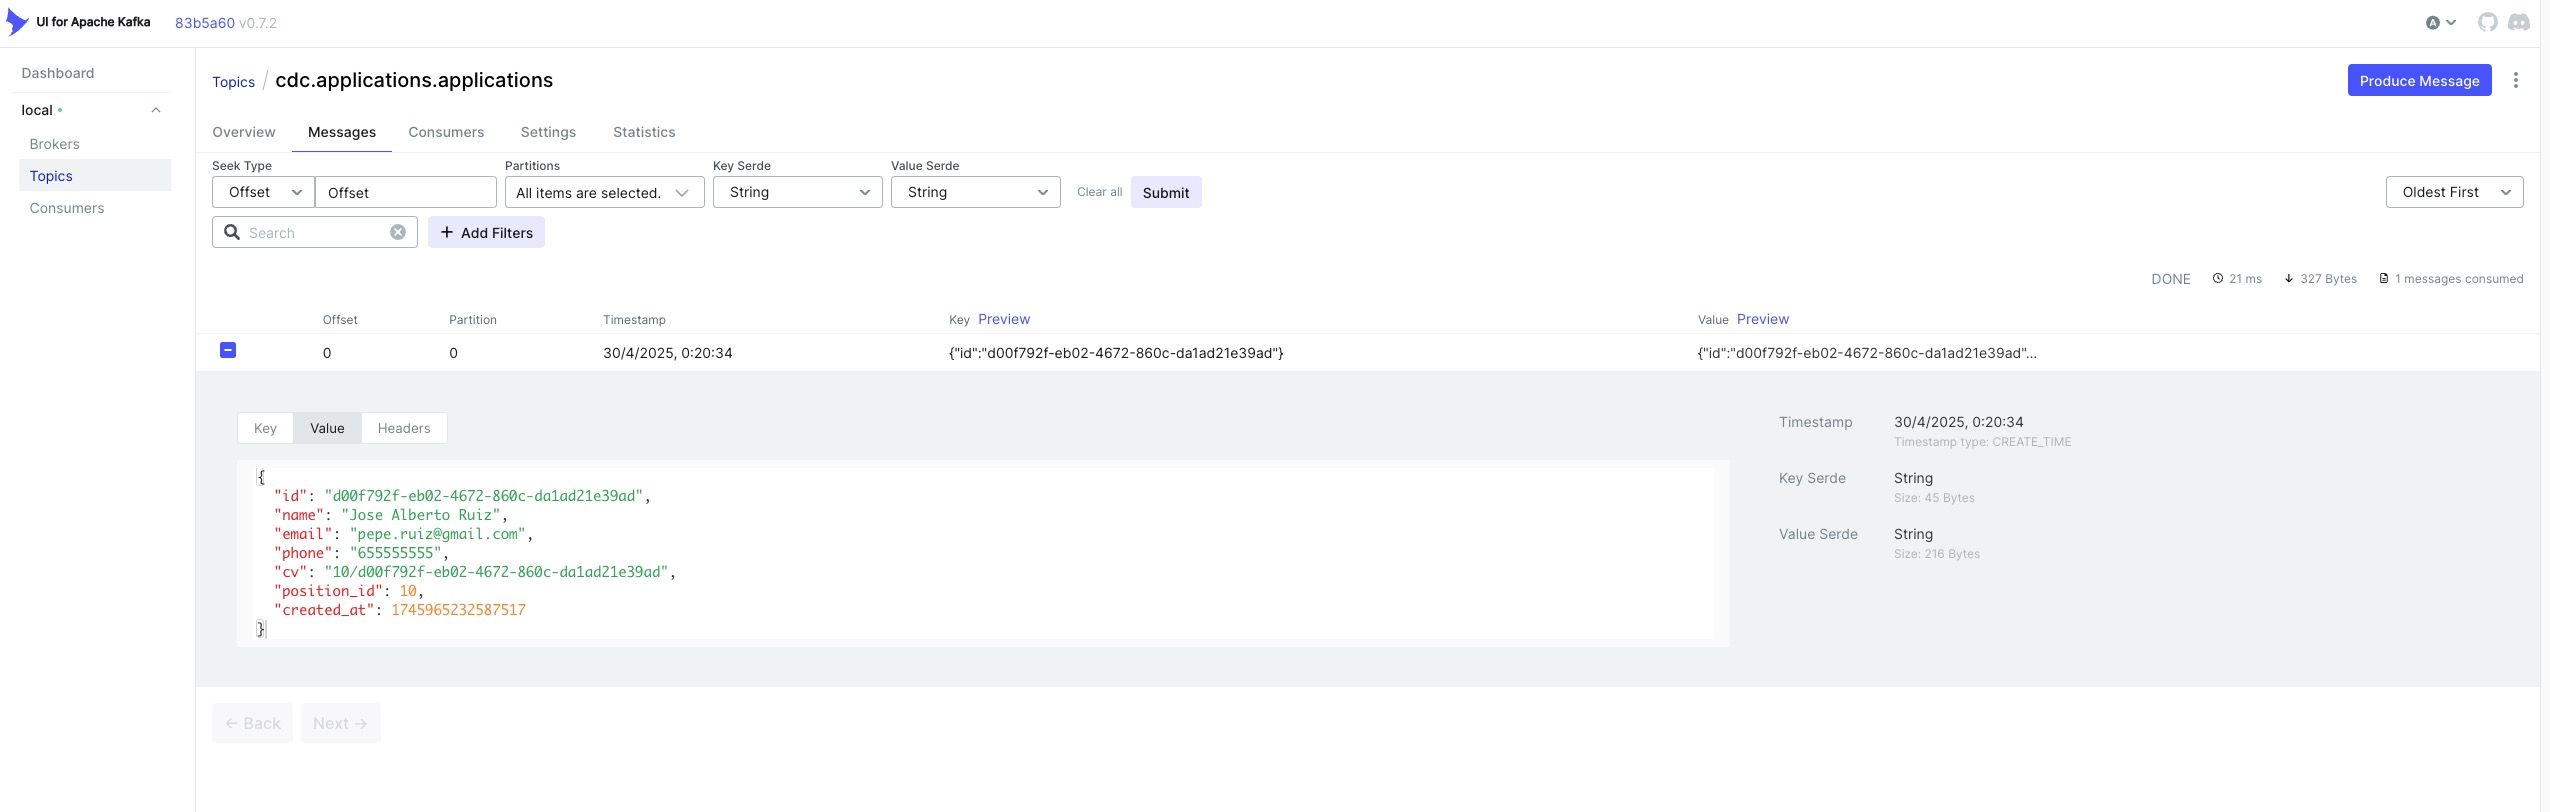 UI for Apache Kafka 83b5a60 v0.7.2
A
Dashboard
local
Brokers
Topics
Consumers
Topics / cdc.applications.applications
Produce Message
Overview Messages Consumers Settings Statistics
Seek Type Partitions Key Serde Value Serde
Offset Offset All items are selected. String String Clear all Submit Oldest First
Search + Add Filters
DONE 21 ms 327 Bytes 1 messages consumed
Offset Partition Timestamp Key Preview Value Preview
0 0 30/4/2025, 0:20:34 {"id":"d00f792f-eb02-4672-860c-da1ad21e39ad"} {"id":"d00f792f-eb02-4672-860c-da1ad21e39ad"...
Key Value Headers
{
"id": "d00f792f-eb02-4672-860c-da1ad21e39ad",
"name": "Jose Alberto Ruiz",
"email": "pepe.ruiz@gmail.com",
"phone": "655555555",
"cv": "10/d00f792f-eb02-4672-860c-da1ad21e39ad",
"position_id": 10,
"created_at": 1745965232587517
}
Timestamp 30/4/2025, 0:20:34
Timestamp type: CREATE_TIME
Key Serde String
Size: 45 Bytes
Value Serde String
Size: 216 Bytes
← Back Next →